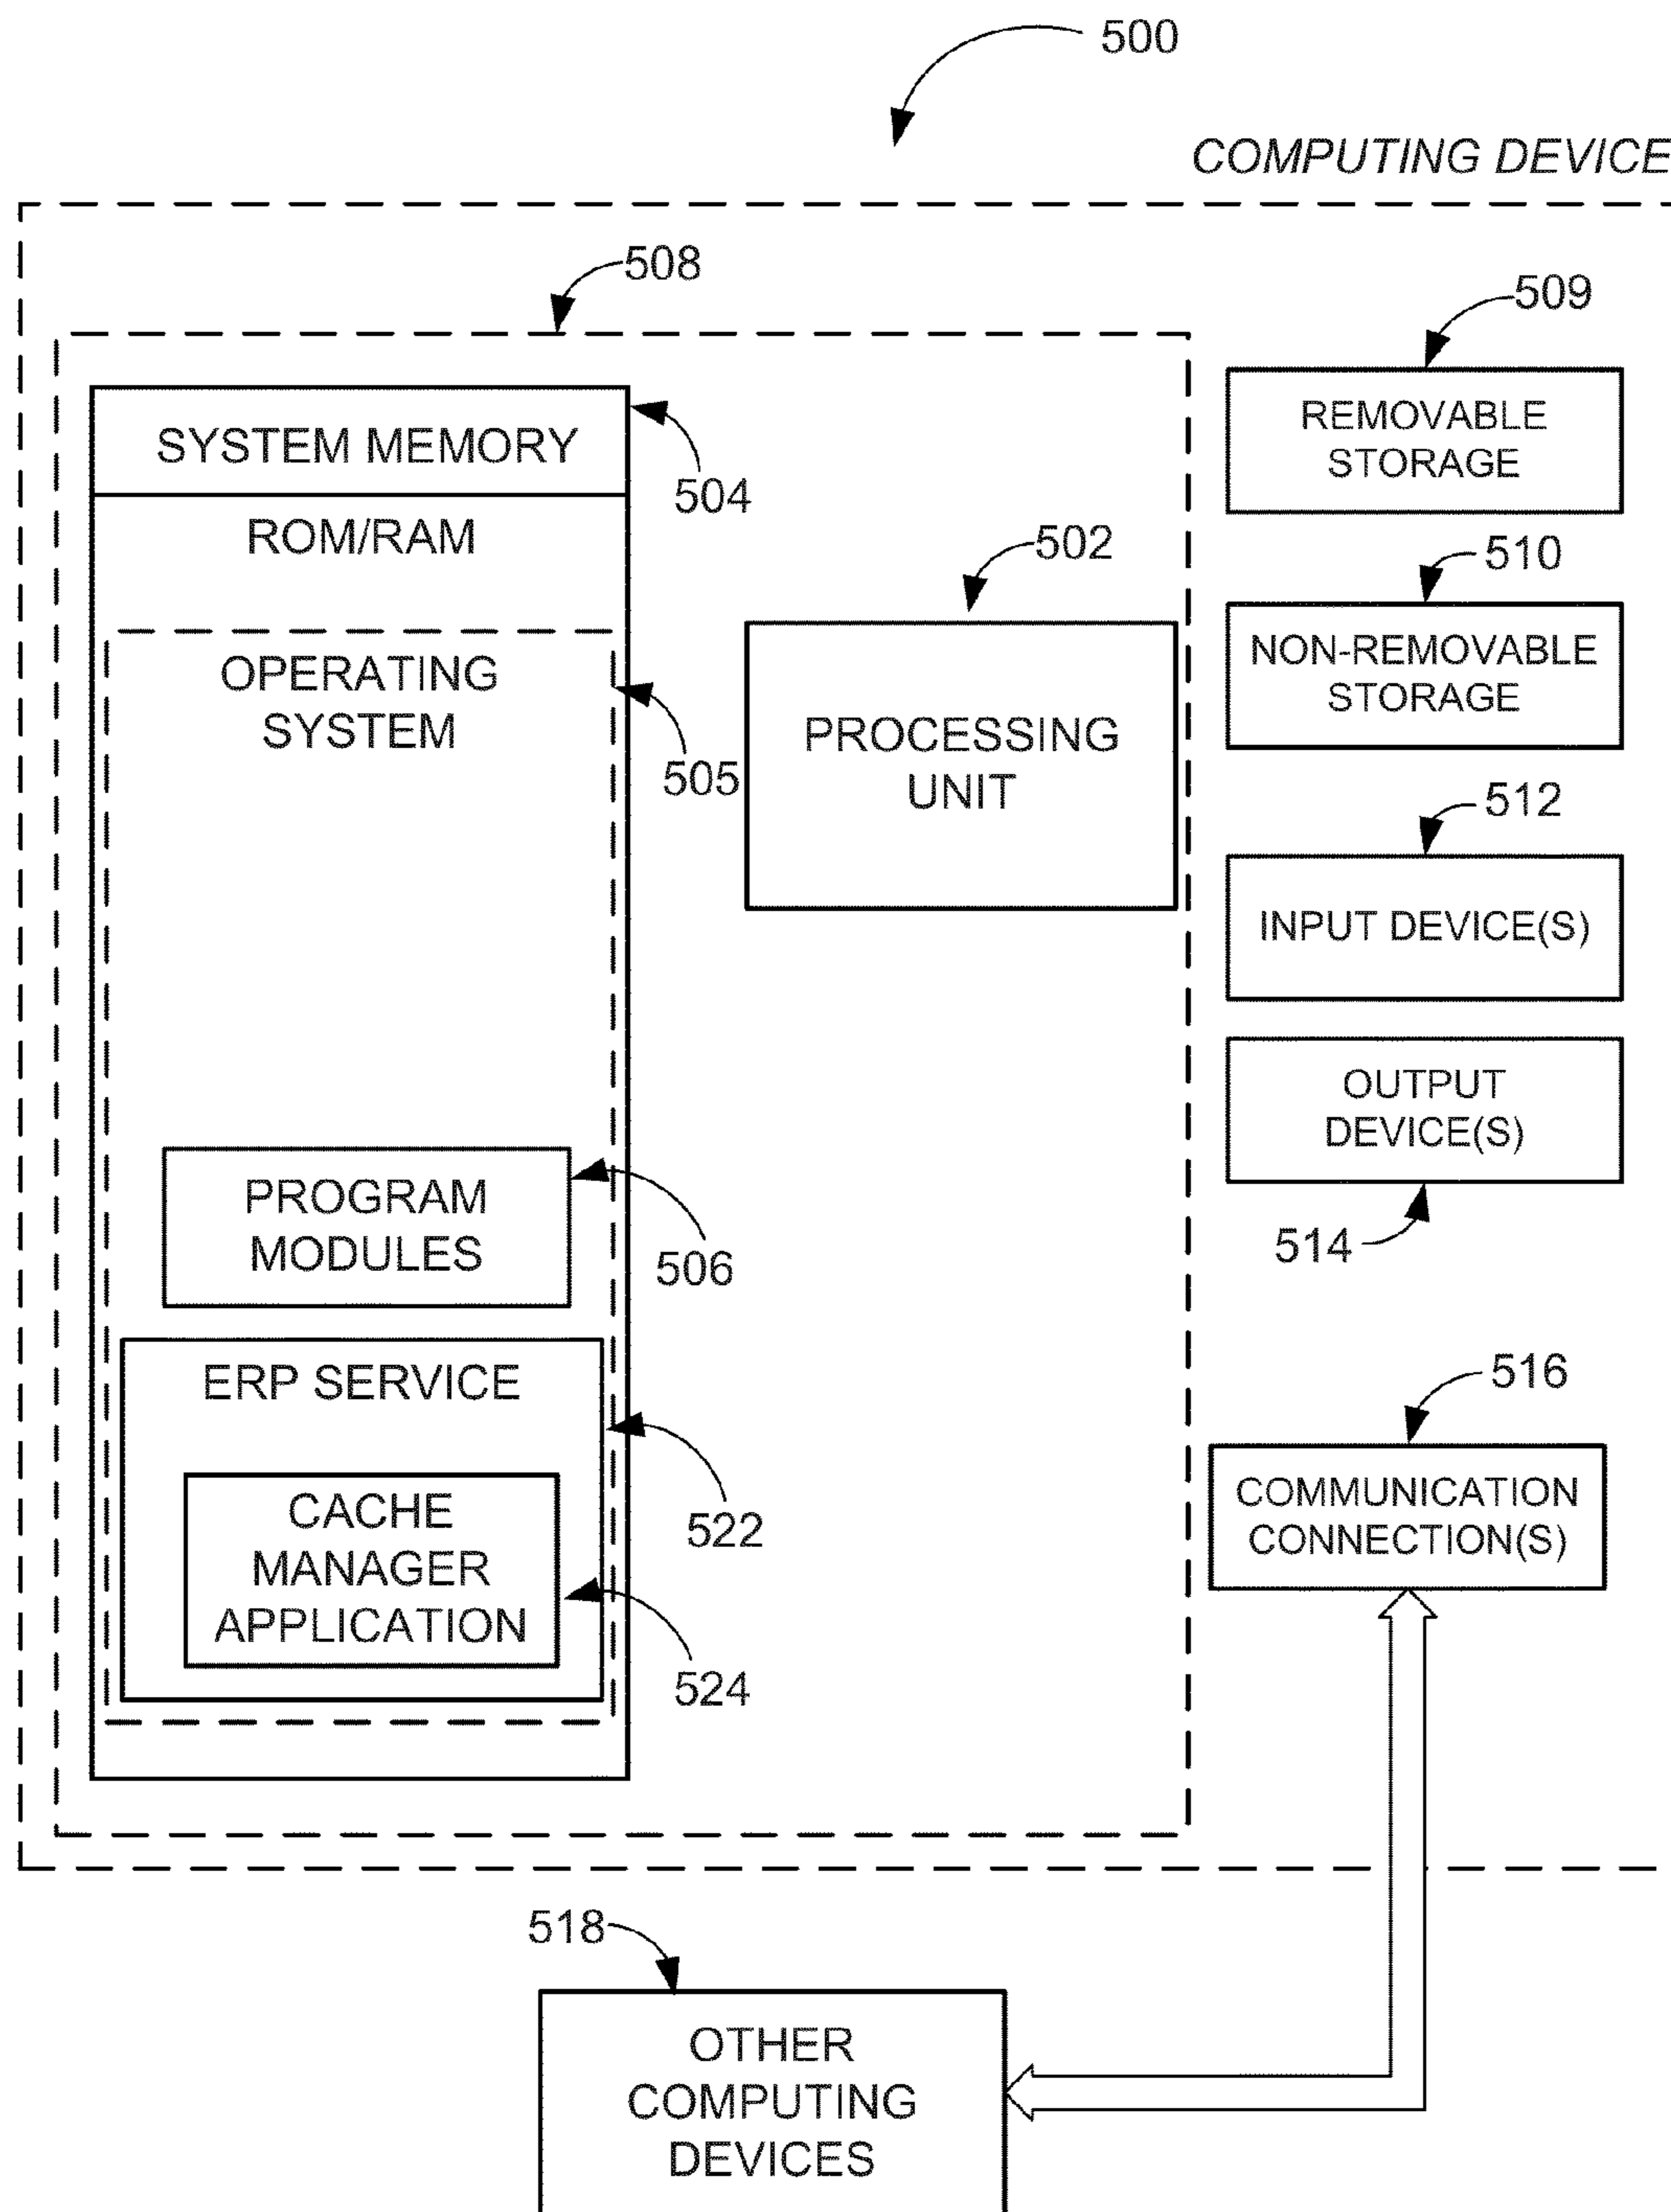 500
COMPUTING DEVICE
508
509
SYSTEM MEMORY
504
REMOVABLE
STORAGE
ROM/RAM
502
510
OPERATING
SYSTEM
505
PROCESSING
UNIT
NON-REMOVABLE
STORAGE
512
INPUT DEVICE(S)
OUTPUT
DEVICE(S)
514
PROGRAM
MODULES
506
ERP SERVICE
522
516
CACHE
MANAGER
APPLICATION
524
COMMUNICATION
CONNECTION(S)
518
OTHER
COMPUTING
DEVICES